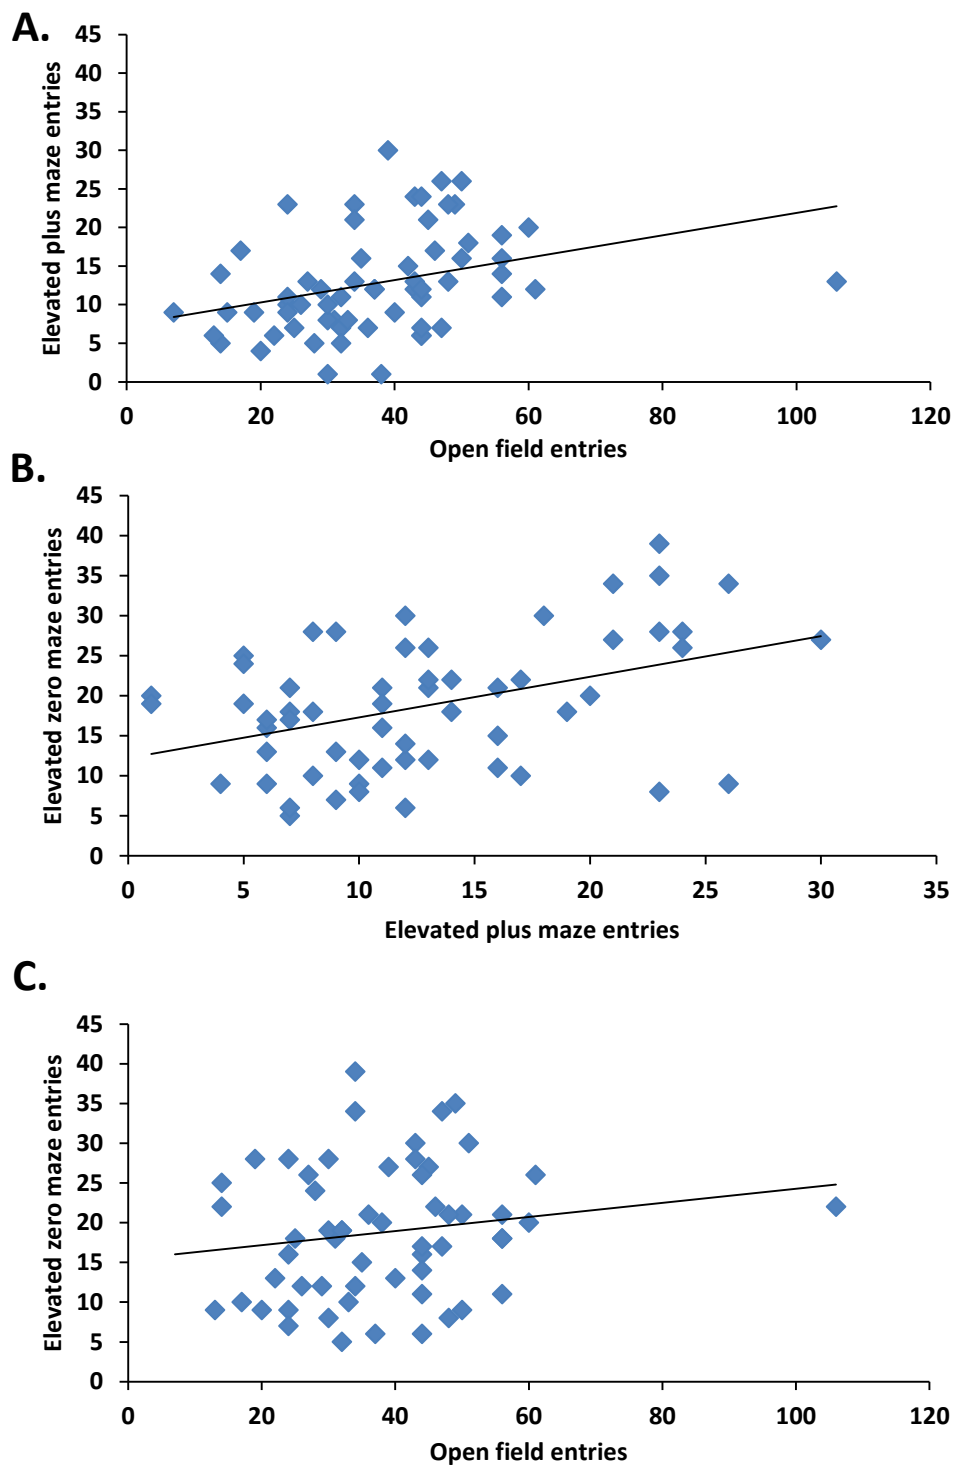 A.
45
40
35
30
25
20
15
10
5
0
Elevated plus maze entries
0 20 40 60 80 100 120
Open field entries
B.
45
40
35
30
25
20
15
10
5
0
Elevated zero maze entries
0 5 10 15 20 25 30 35
Elevated plus maze entries
C.
45
40
35
30
25
20
15
10
5
0
Elevated zero maze entries
0 20 40 60 80 100 120
Open field entries